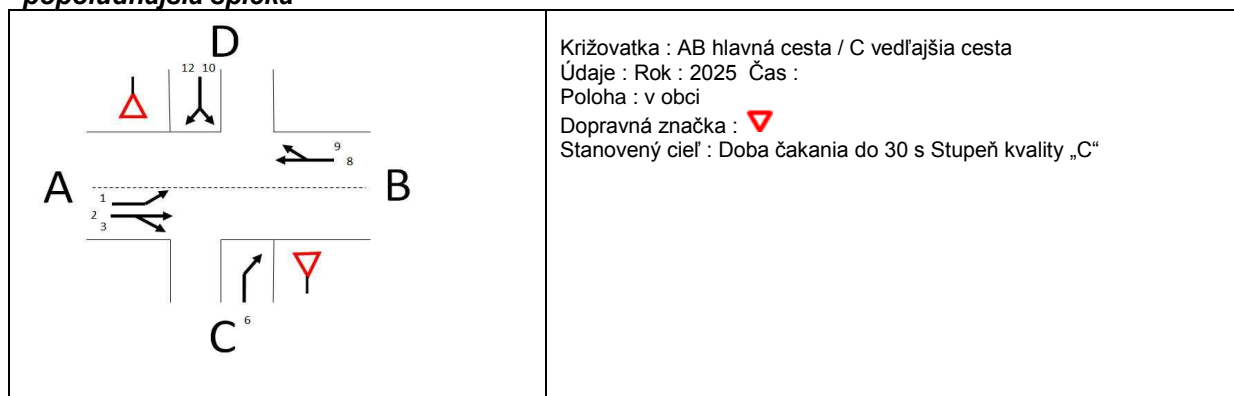 popoludňajšia špička
D
12 10
9
8
A
B
1
2
3
6
C
Križovatka : AB hlavná cesta / C vedľajšia cesta
Údaje : Rok : 2025 Čas :
Poloha : v obci
Dopravná značka :
Stanovený cieľ : Doba čakania do 30 s Stupeň kvality „C“